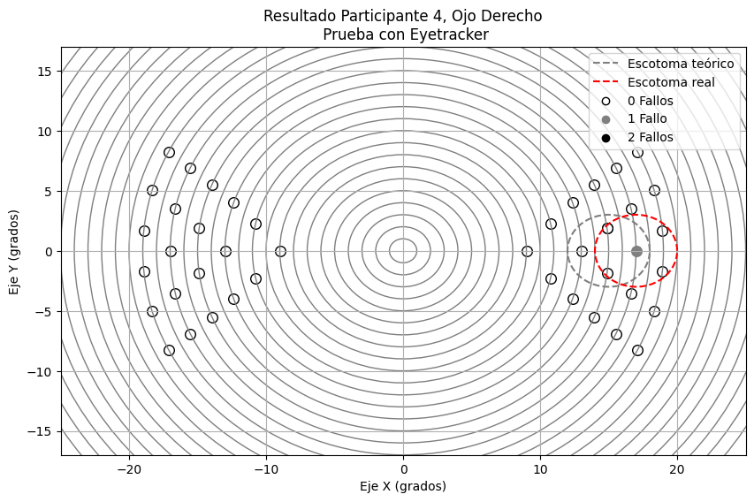 Resultado Participante 4, Ojo Derecho
Prueba con Eyetracker
Escotoma teórico
Escotoma real
0 Fallos
1 Fallo
2 Fallos
Eje Y (grados)
15
10
5
0
−5
−10
−15
−20
−10
0
10
20
Eje X (grados)